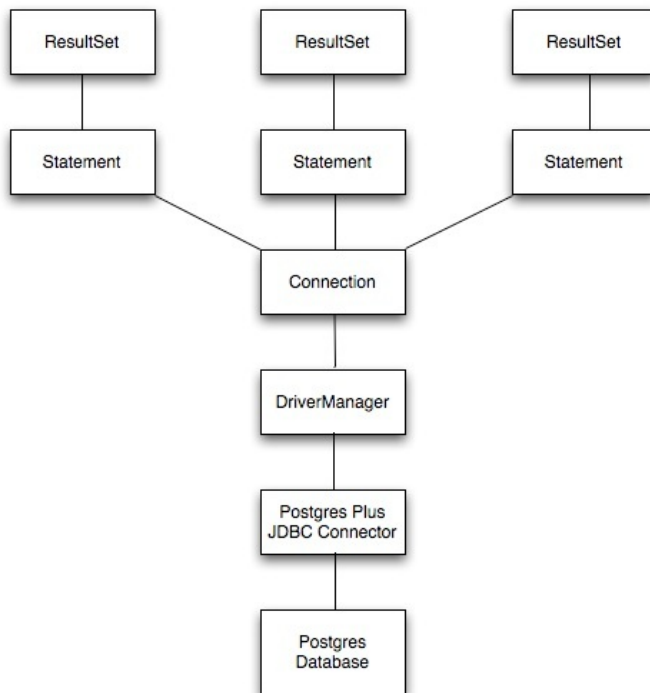 ResultSet
ResultSet
ResultSet
Statement
Statement
Statement
Connection
DriverManager
Postgres Plus
JDBC Connector
Postgres
Database